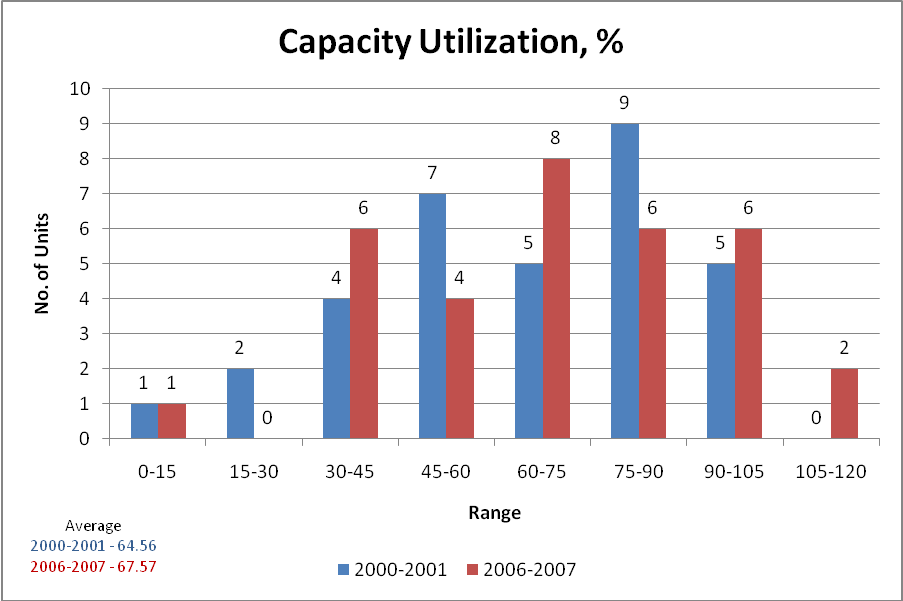 Capacity Utilization, %
No. of Units
10
9
8
7
6
5
4
3
2
1
0
1 1
2 0
4 6
7 4
5 8
9 6
5 6
0 2
0-15 15-30 30-45 45-60 60-75 75-90 90-105 105-120
Range
Average
2000-2001 - 64.56
2006-2007 - 67.57
2000-2001 2006-2007